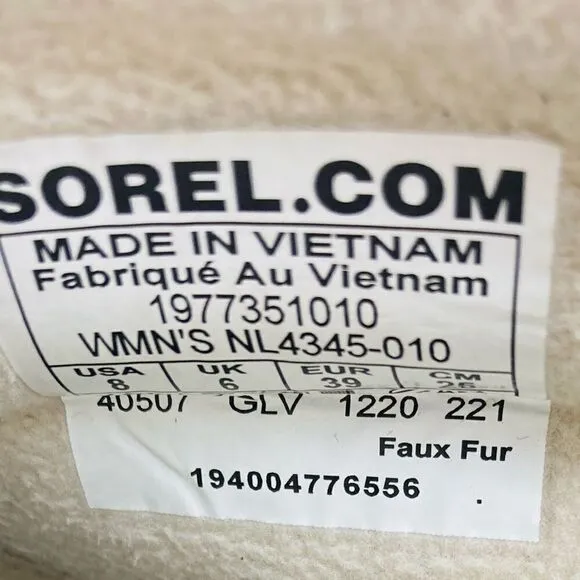 SOREL.COM
MADE IN VIETNAM
Fabriqué Au Vietnam
1977351010
WMN'S NL4345-010
USA UK EUR CM
8 6 39 25
40507 GLV 1220 221
Faux Fur
194004776556 .